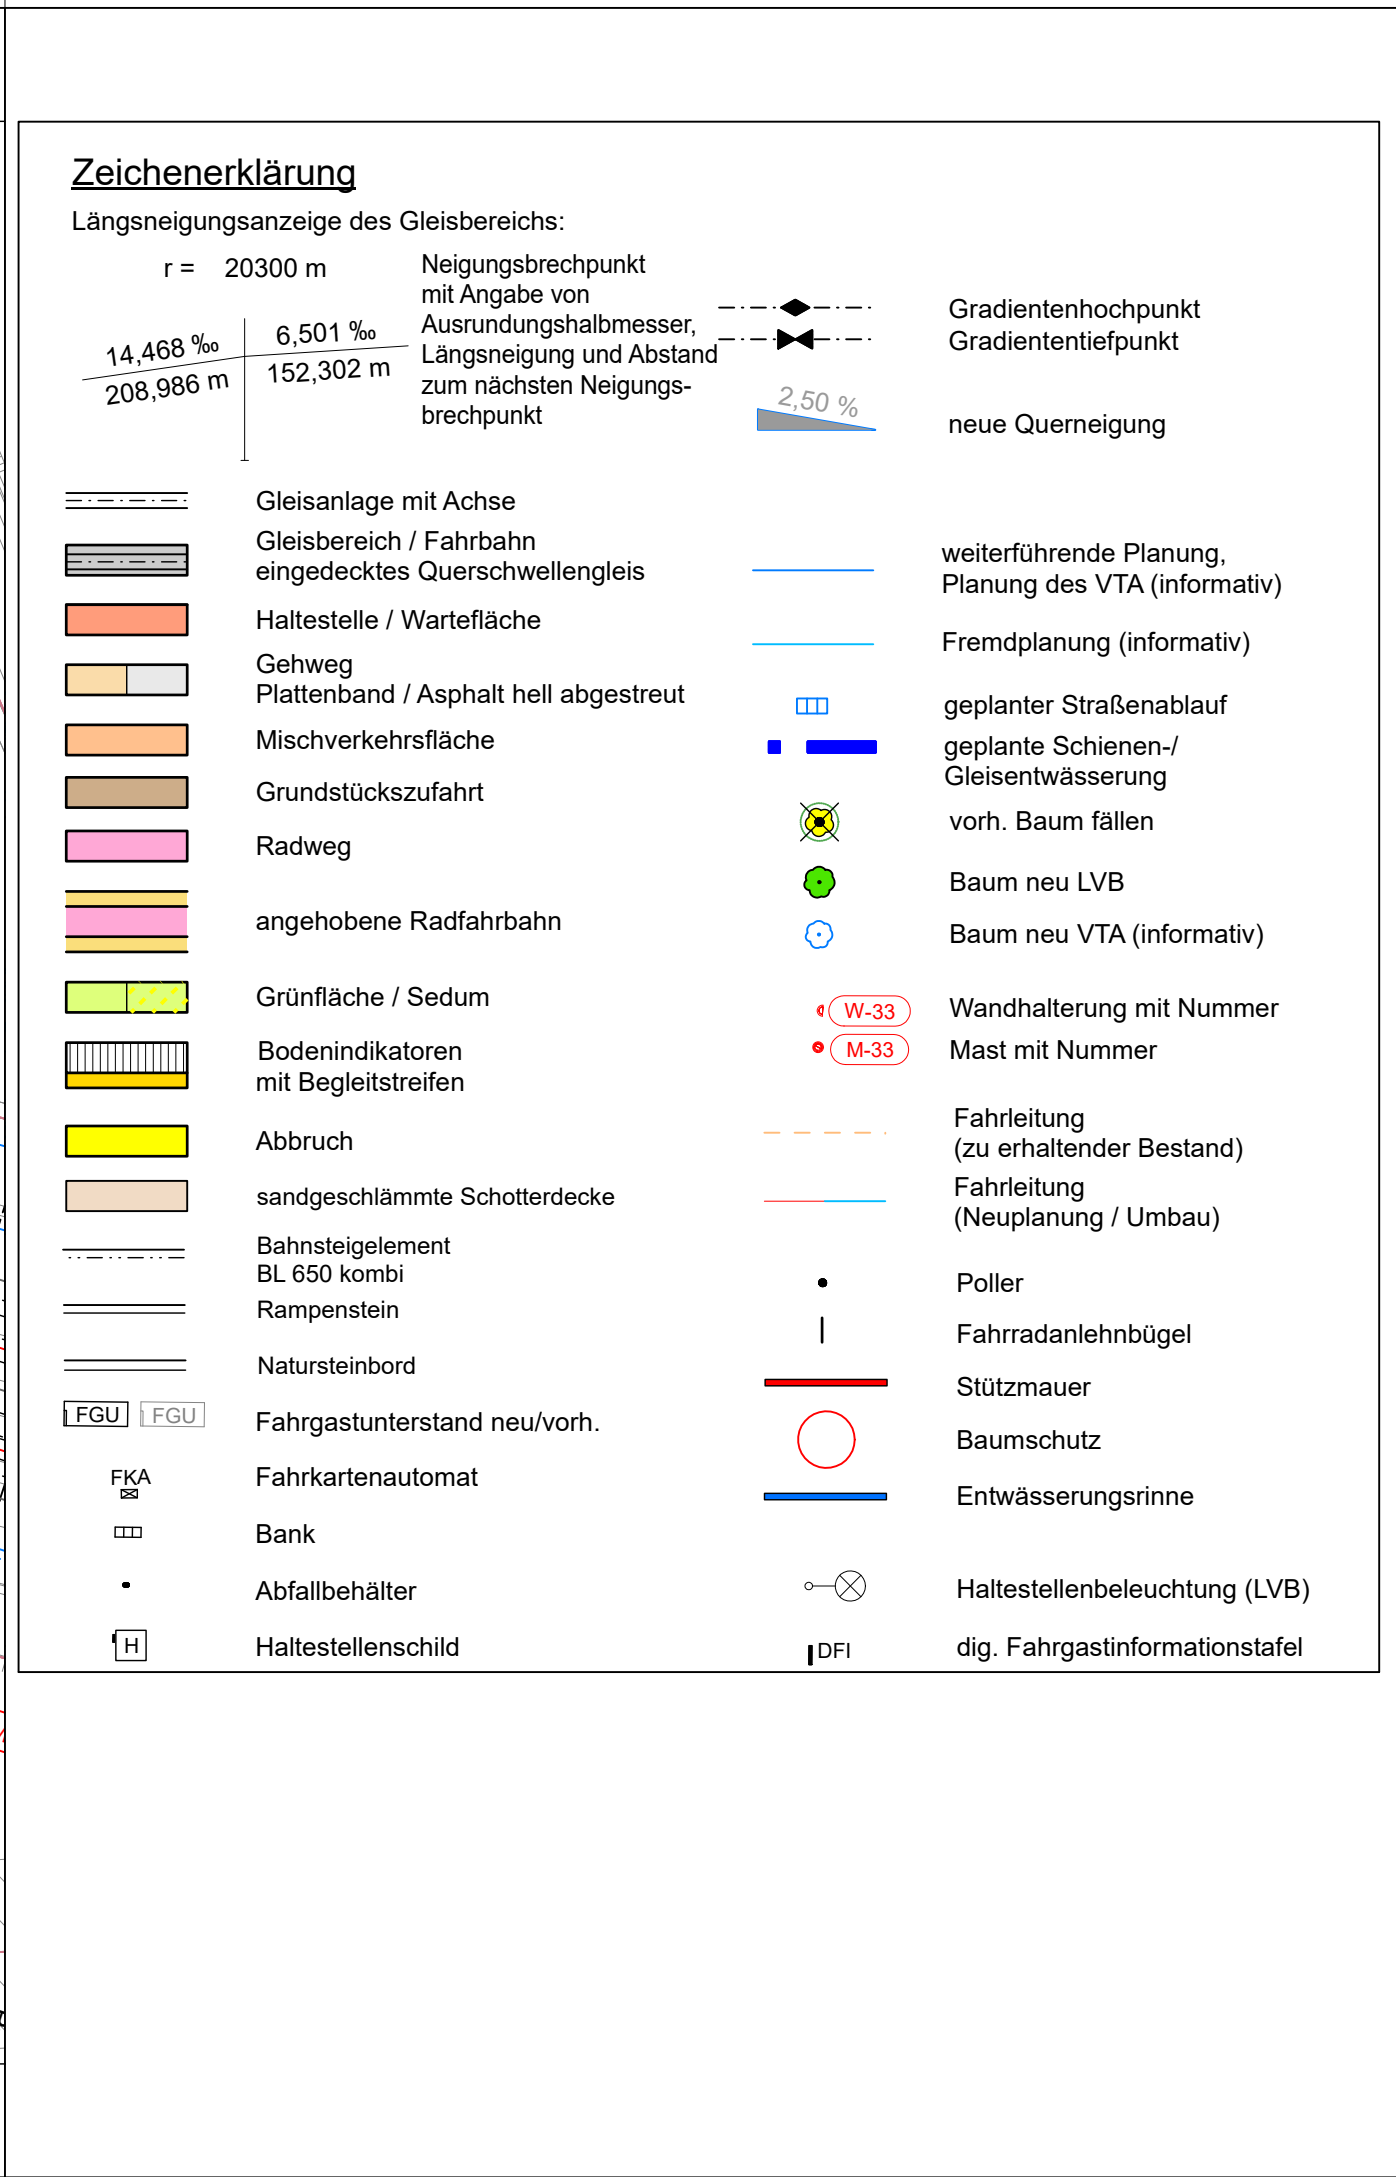 Zeichenerklärung
Längsneigungsanzeige des Gleisbereichs:
r = 20300 m
14,468 ‰
6,501 ‰
208,986 m
152,302 m
Neigungsbrechpunkt
mit Angabe von
Ausrundungshalbmesser,
Längsneigung und Abstand
zum nächsten Neigungs-
brechpunkt
Gleisanlage mit Achse
Gleisbereich / Fahrbahn
eingedecktes Querschwellengleis
Haltestelle / Wartefläche
Gehweg
Plattenband / Asphalt hell abgestreut
Mischverkehrsfläche
Grundstückszufahrt
Radweg
angehobene Radfahrbahn
Grünfläche / Sedum
Bodenindikatoren
mit Begleitstreifen
Abbruch
sandgeschlämmte Schotterdecke
Bahnsteigelement
BL 650 kombi
Rampenstein
Natursteinbord
FGU FGU Fahrgastunterstand neu/vorh.
FKA Fahrkartenautomat
Bank
Abfallbehälter
H Haltestellenschild
Gradientenhochpunkt
Gradiententiefpunkt
2,50 %
neue Querneigung
weiterführende Planung,
Planung des VTA (informativ)
Fremdplanung (informativ)
geplanter Straßenablauf
geplante Schienen-/
Gleisentwässerung
vorh. Baum fällen
Baum neu LVB
Baum neu VTA (informativ)
W-33 Wandhalterung mit Nummer
M-33 Mast mit Nummer
Fahrleitung
(zu erhaltender Bestand)
Fahrleitung
(Neuplanung / Umbau)
Poller
Fahrradanlehnbügel
Stützmauer
Baumschutz
Entwässerungsrinne
Haltestellenbeleuchtung (LVB)
DFI dig. Fahrgastinformationstafel